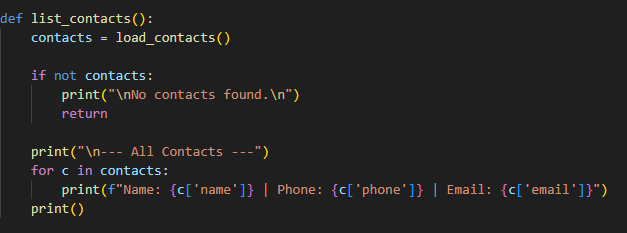 def list_contacts():
    contacts = load_contacts()
    if not contacts:
        print("\nNo contacts found.\n")
        return
    print("\n--- All Contacts ---")
    for c in contacts:
        print(f"Name: {c['name']} | Phone: {c['phone']} | Email: {c['email']}")
    print()